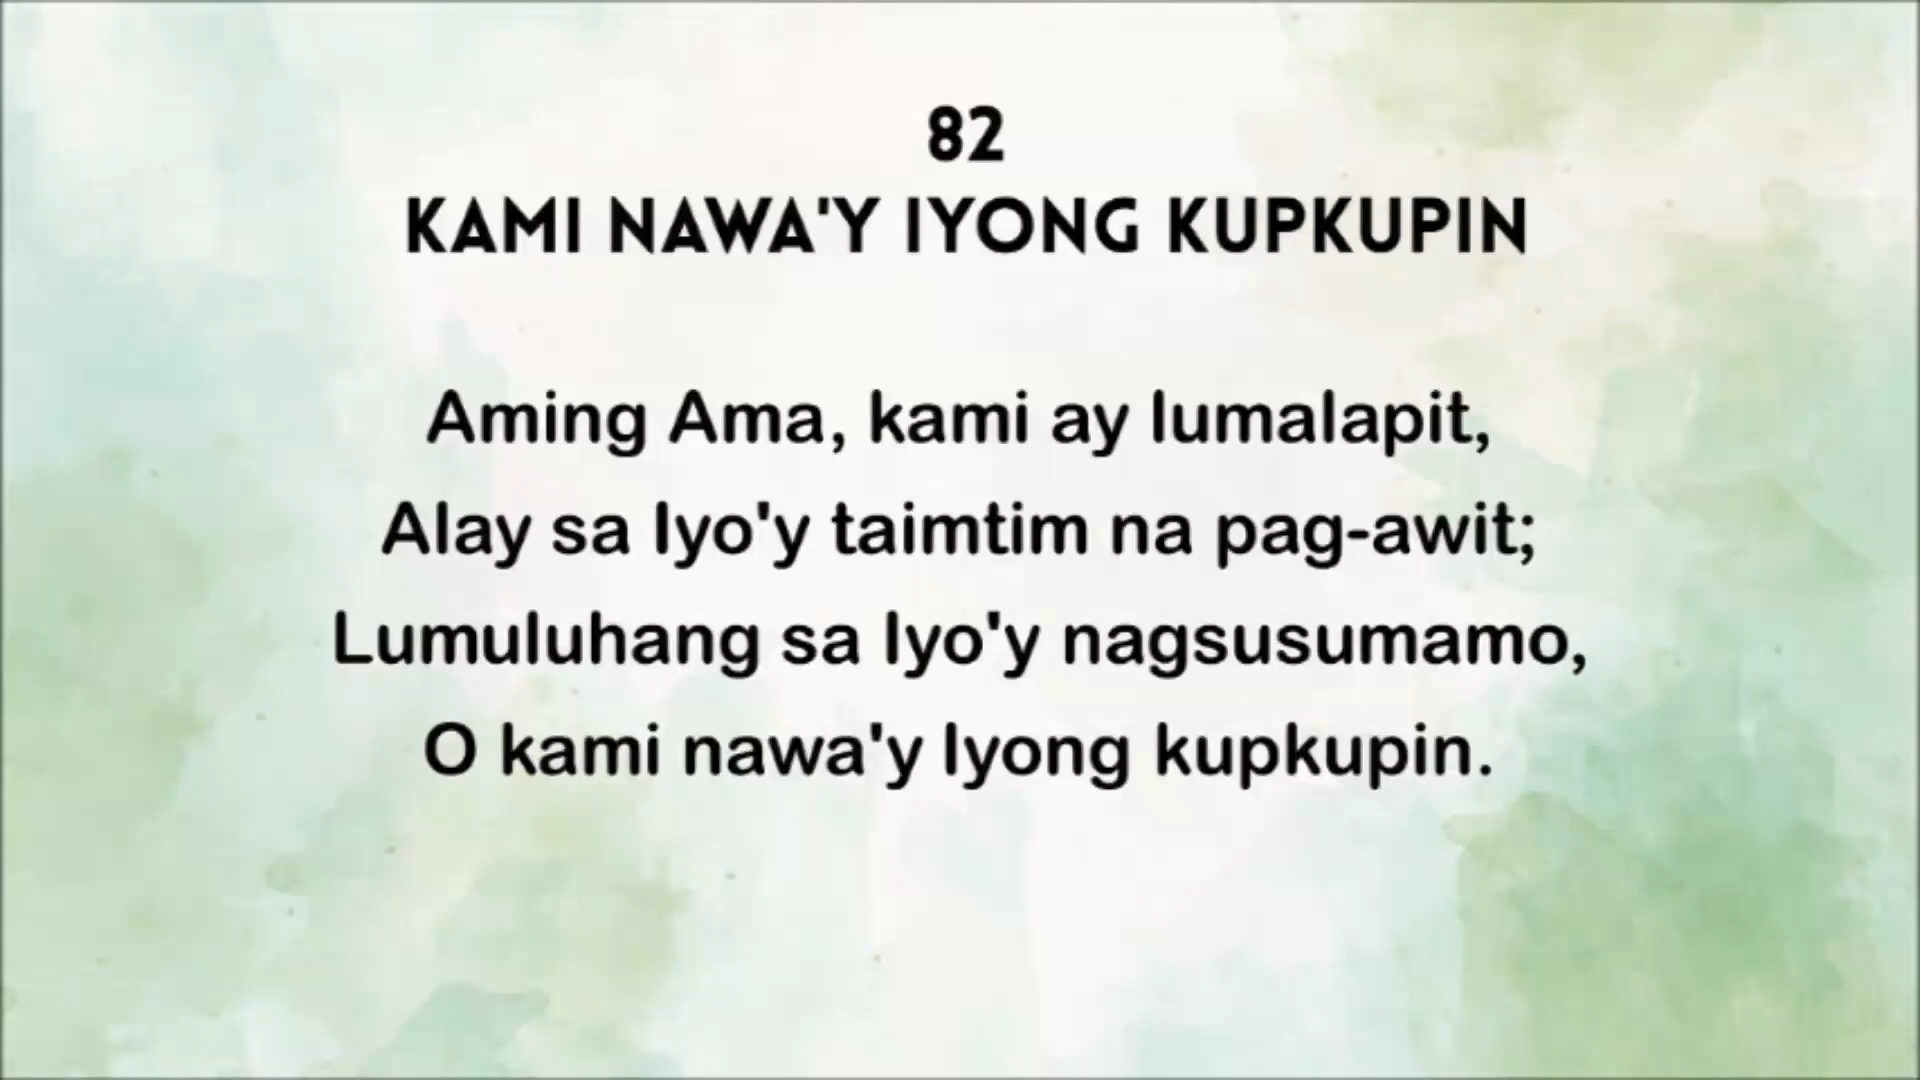 82
KAMI NAWA'Y IYONG KUPKUPIN
Aming Ama, kami ay lumalapit,
Alay sa Iyo'y taimtim na pag-awit;
Lumuluhang sa Iyo'y nagsusumamo,
O kami nawa'y Iyong kupkupin.